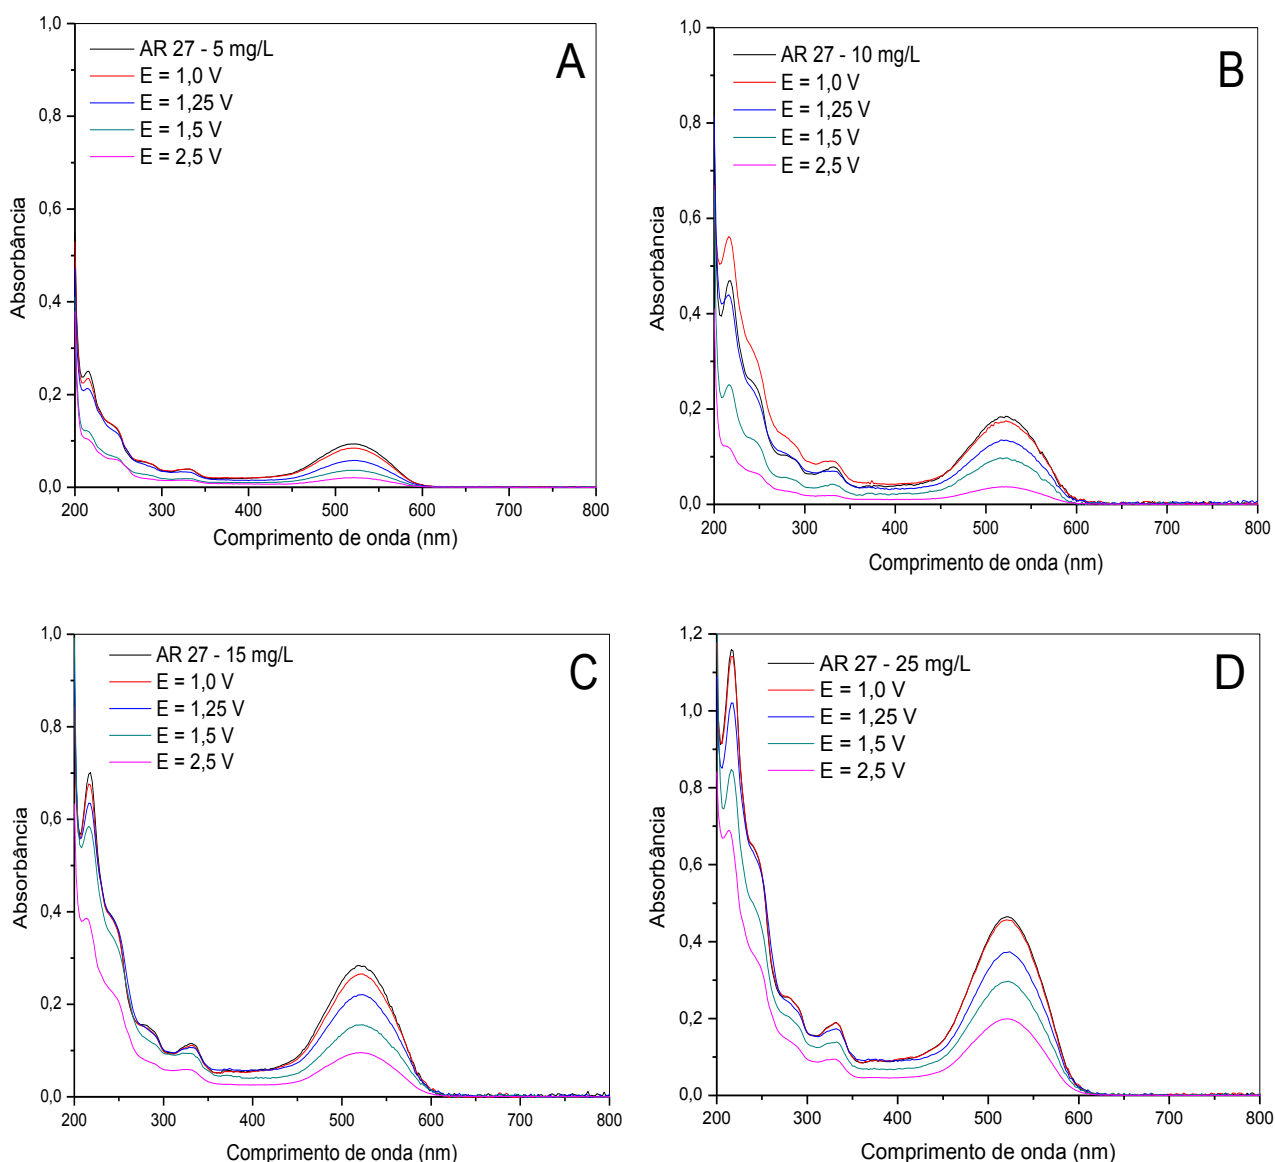 A
AR 27 - 5 mg/L
E = 1,0 V
E = 1,25 V
E = 1,5 V
E = 2,5 V
1,0
0,8
0,6
0,4
0,2
0,0
Absorbância
200 300 400 500 600 700 800
Comprimento de onda (nm)
B
AR 27 - 10 mg/L
E = 1,0 V
E = 1,25 V
E = 1,5 V
E = 2,5 V
1,0
0,8
0,6
0,4
0,2
0,0
Absorbância
200 300 400 500 600 700 800
Comprimento de onda (nm)
C
AR 27 - 15 mg/L
E = 1,0 V
E = 1,25 V
E = 1,5 V
E = 2,5 V
1,0
0,8
0,6
0,4
0,2
0,0
Absorbância
200 300 400 500 600 700 800
Comprimento de onda (nm)
D
AR 27 - 25 mg/L
E = 1,0 V
E = 1,25 V
E = 1,5 V
E = 2,5 V
1,2
1,0
0,8
0,6
0,4
0,2
0,0
Absorbância
200 300 400 500 600 700 800
Comprimento de onda (nm)